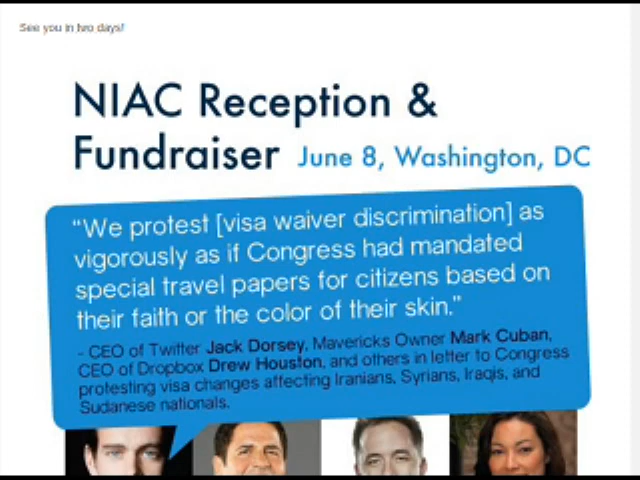 See you in two days!
NIAC Reception &
Fundraiser June 8, Washington, DC
“We protest [visa waiver discrimination] as
vigorously as if Congress had mandated
special travel papers for citizens based on
their faith or the color of their skin.”
- CEO of Twitter Jack Dorsey, Mavericks Owner Mark Cuban,
CEO of Dropbox Drew Houston, and others in letter to Congress
protesting visa changes affecting Iranians, Syrians, Iraqis, and
Sudanese nationals.